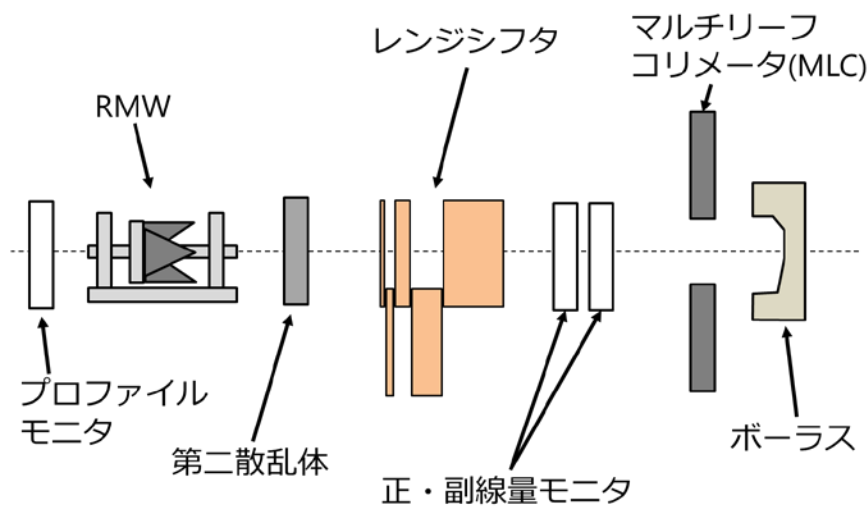 レンジシフタ
マルチリーフ
コリメータ(MLC)
RMW
プロファイル
モニタ
第二散乱体
正・副線量モニタ
ボーラス